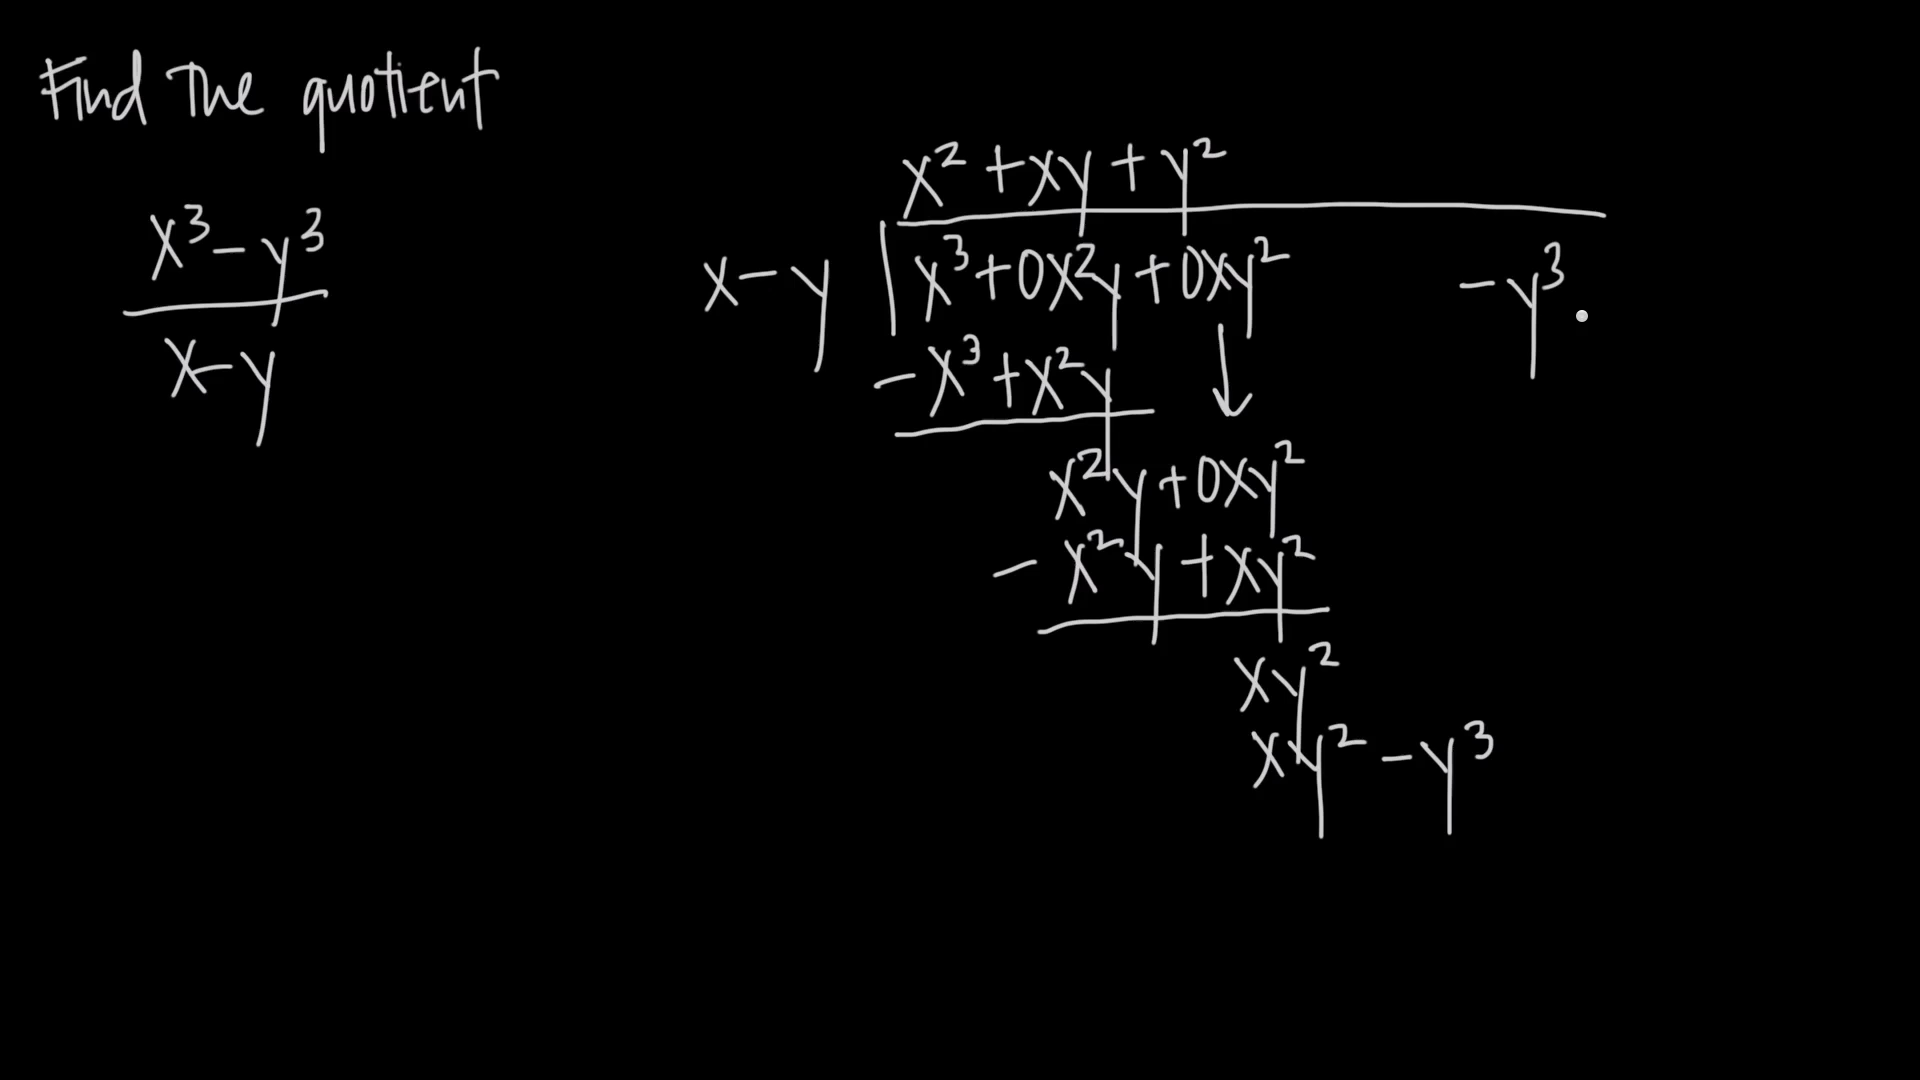 Find the quotient
x³ - y³
x - y
x² + xy + y²
x - y x³ + 0x²y + 0xy² - y³
- x³ + x²y
x²y + 0xy²
- x²y + xy²
xy²
xy² - y³